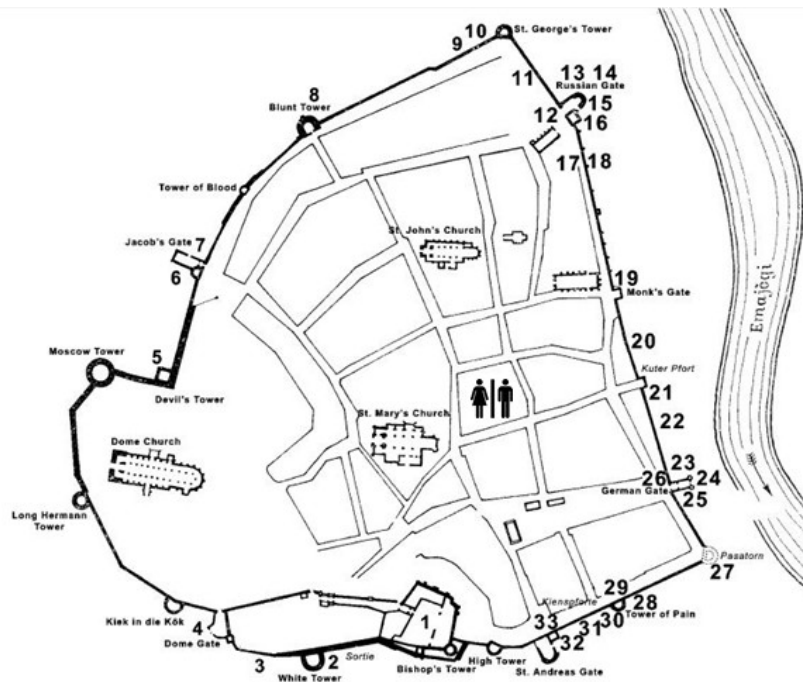 10
St. George's Tower
9
11
13
14
Russian Gate
8
Blunt Tower
15
12
16
17
18
Tower of Blood
St. John's Church
Jacob's Gate
7
6
19
Monk's Gate
Emajõgi
20
Moscow Tower
5
Kuter Pfort
Devil's Tower
21
St. Mary's Church
22
Dome Church
23
26
24
German Gate
25
Long Hermann
Tower
Pasatorn
27
29
Kienspforte
28
Kiek in die Kök
1
30
Tower of Pain
4
33
31
Dome Gate
32
3
2
Sortie
White Tower
Bishop's Tower
High Tower
St. Andreas Gate